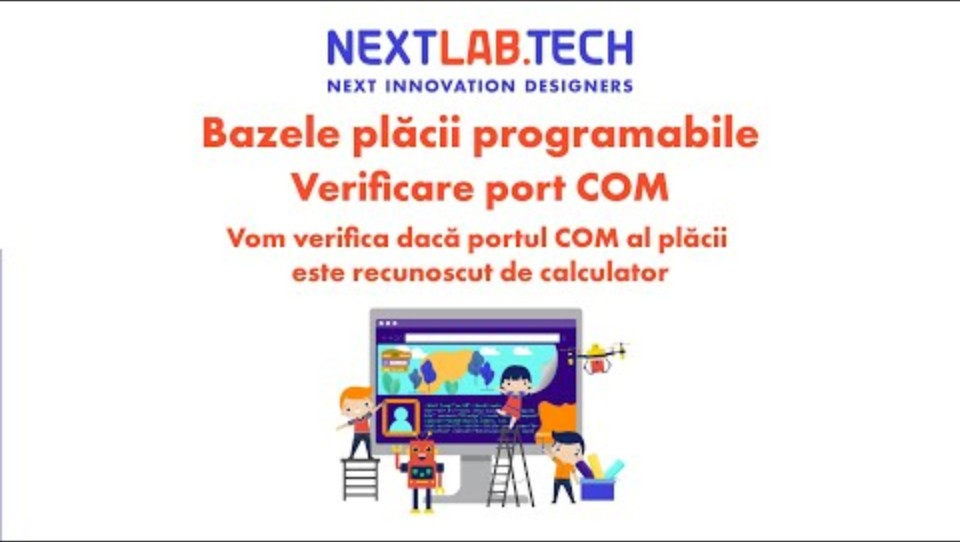 NEXTLAB.TECH
NEXT INNOVATION DESIGNERS
Bazele plăcii programabile
Verificare port COM
Vom verifica dacă portul COM al plăcii
este recunoscut de calculator